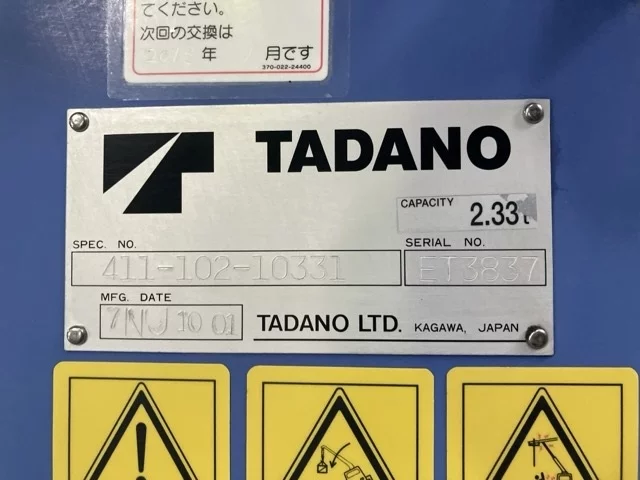 てください。
次回の交換は
年 月です
370-022-24400
TADANO
CAPACITY 2.33t
SPEC. NO. SERIAL NO.
411-102-10331 ET3837
MFG. DATE
10 01
TADANO LTD. KAGAWA, JAPAN